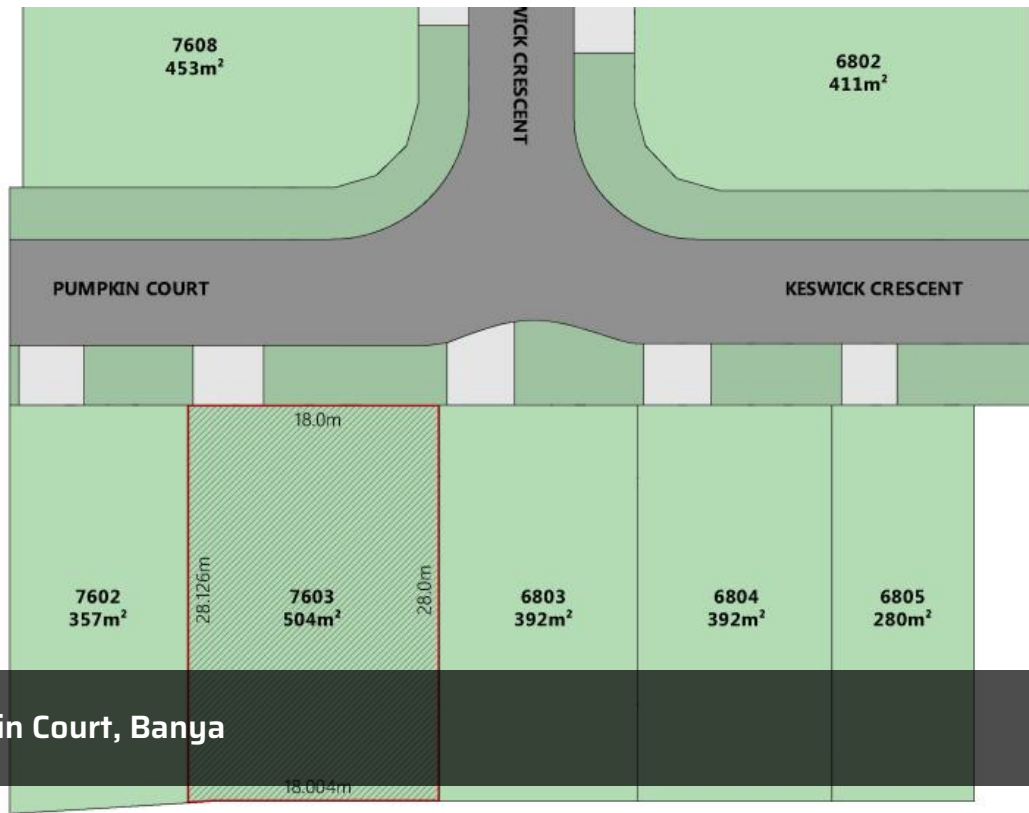 7608
453m²
WICK CRESCENT
6802
411m²
PUMPKIN COURT
KESWICK CRESCENT
18.0m
28.126m
28.0m
7602
357m²
7603
504m²
6803
392m²
6804
392m²
6805
280m²
in Court, Banya
18.004m